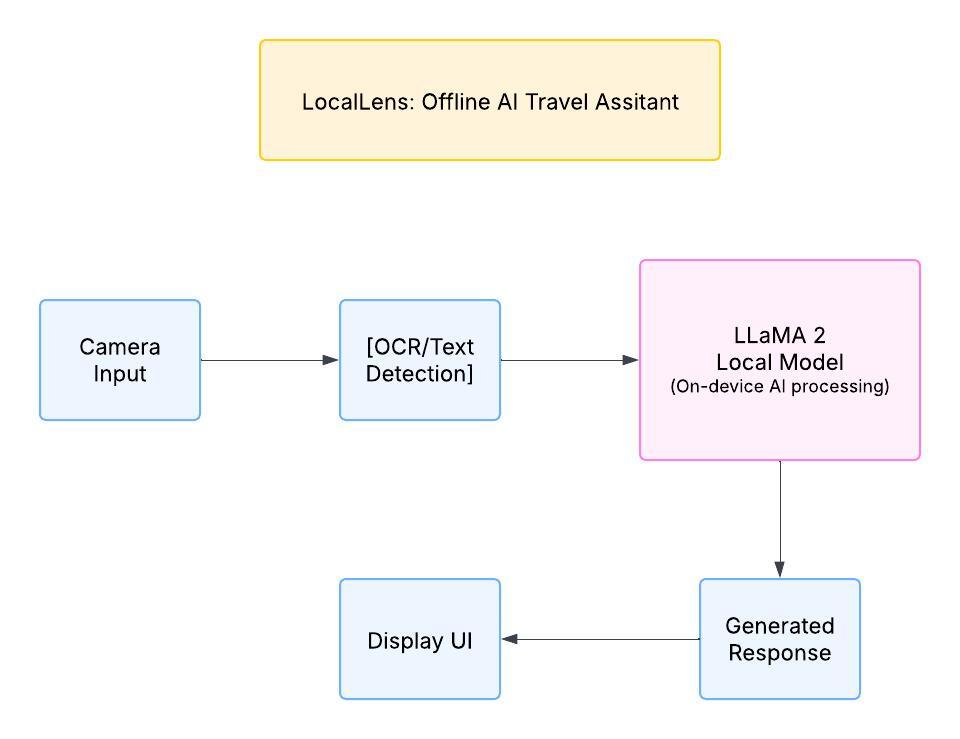 LocalLens: Offline AI Travel Assitant
Camera
Input
[OCR/Text
Detection]
LLaMA 2
Local Model
(On-device AI processing)
Generated
Response
Display UI